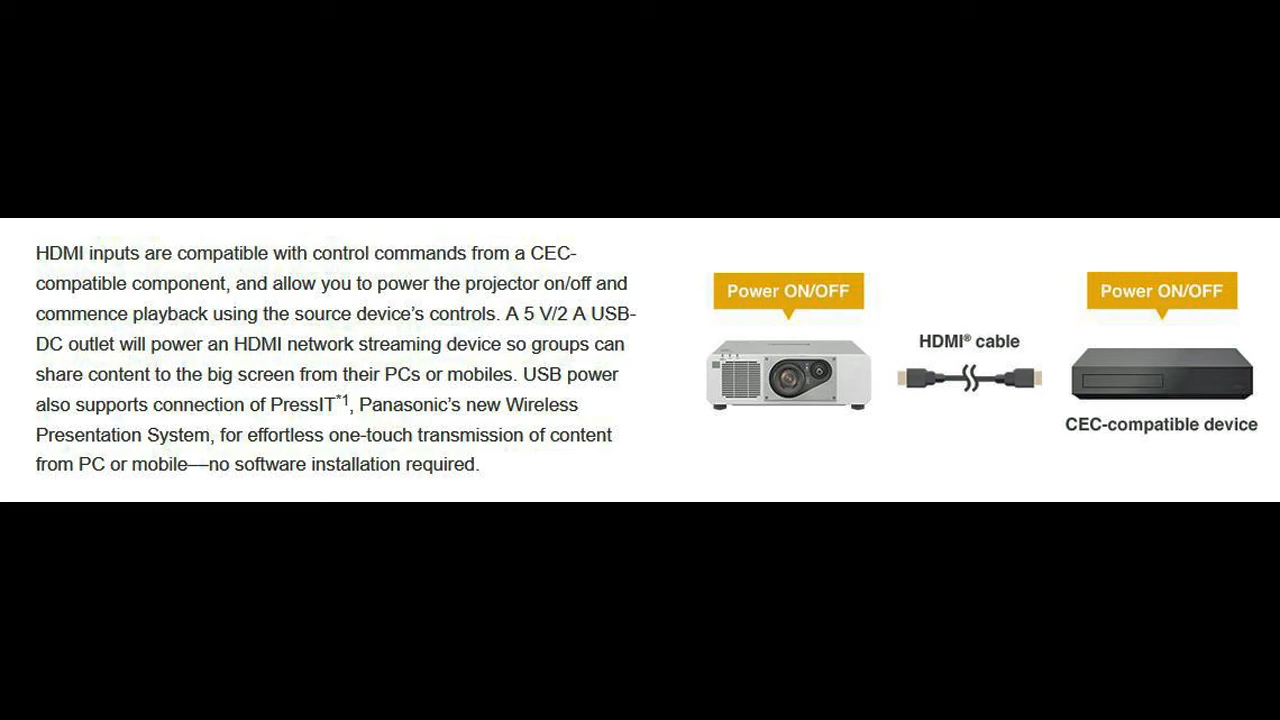 HDMI inputs are compatible with control commands from a CEC-
compatible component, and allow you to power the projector on/off and
commence playback using the source device's controls. A 5 V/2 A USB-
DC outlet will power an HDMI network streaming device so groups can
share content to the big screen from their PCs or mobiles. USB power
also supports connection of PressIT*1, Panasonic's new Wireless
Presentation System, for effortless one-touch transmission of content
from PC or mobile—no software installation required.
Power ON/OFF
HDMI® cable
Power ON/OFF
CEC-compatible device